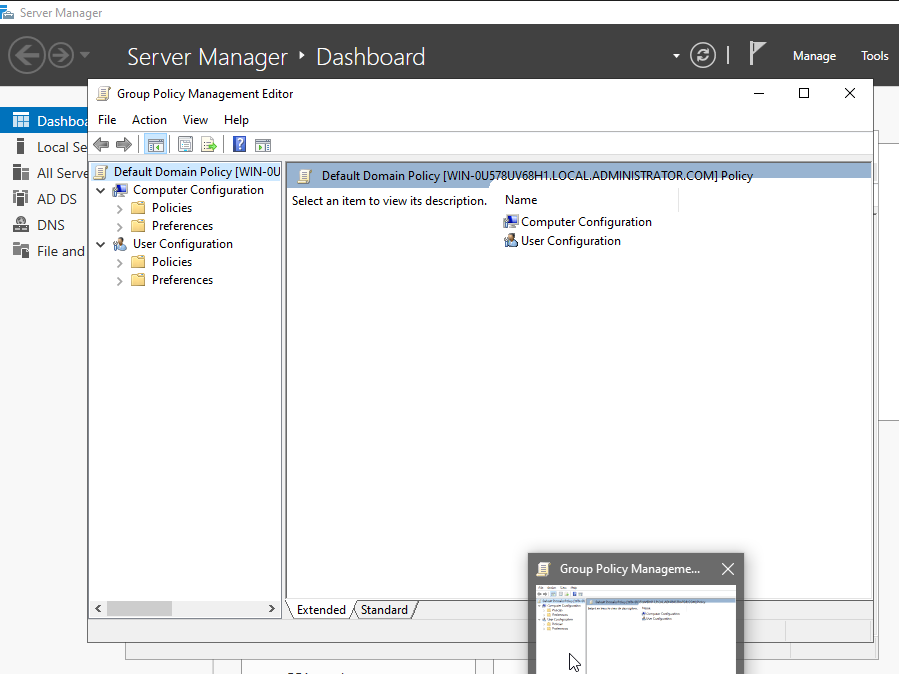 Server Manager
Server Manager • Dashboard
Manage Tools
Group Policy Management Editor
File Action View Help
Dashboa
Local Se
All Serve
AD DS
DNS
File and
Default Domain Policy [WIN-0U
Computer Configuration
Policies
Preferences
User Configuration
Policies
Preferences
Default Domain Policy [WIN-0U578UV68H1.LOCAL.ADMINISTRATOR.COM] Policy
Select an item to view its description.
Name
Computer Configuration
User Configuration
Extended Standard
Group Policy Manageme...